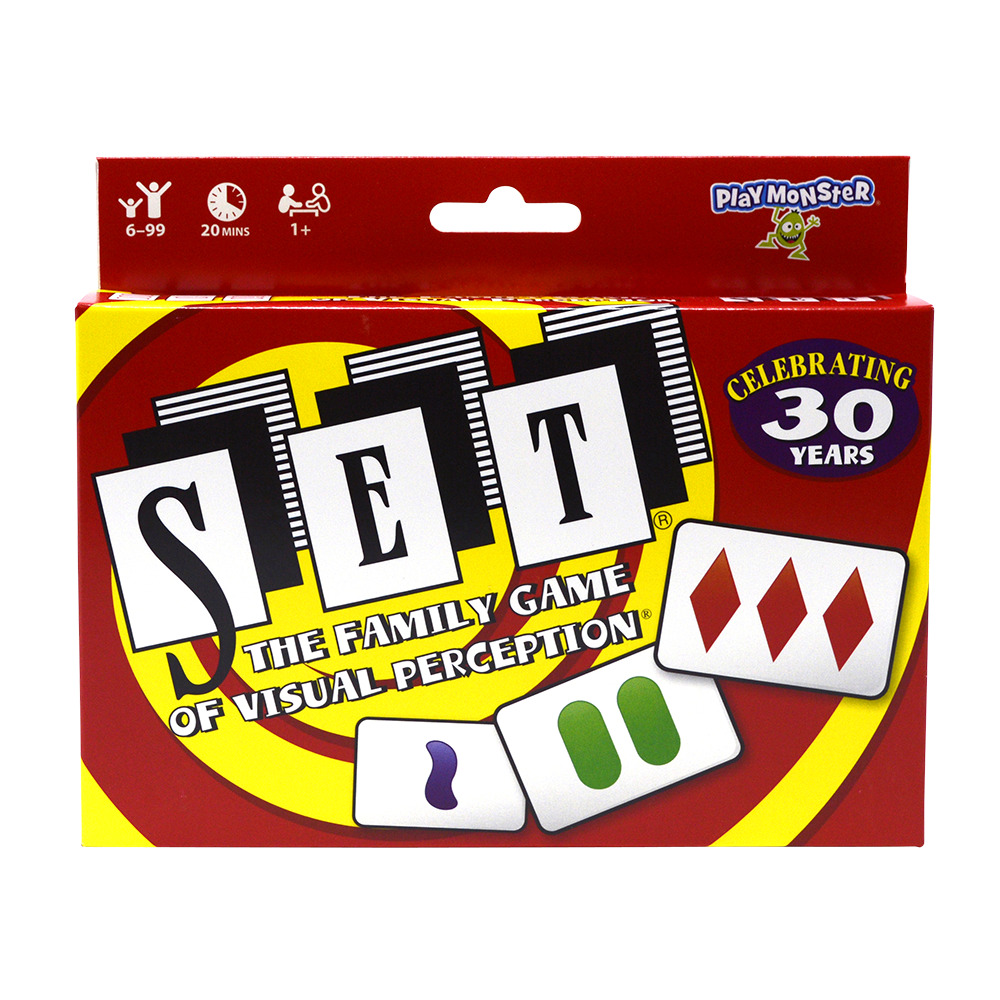 6–99
20 MINS
1+
PLAY MONSTER
CELEBRATING
30
YEARS
SET®
THE FAMILY GAME
OF VISUAL PERCEPTION®